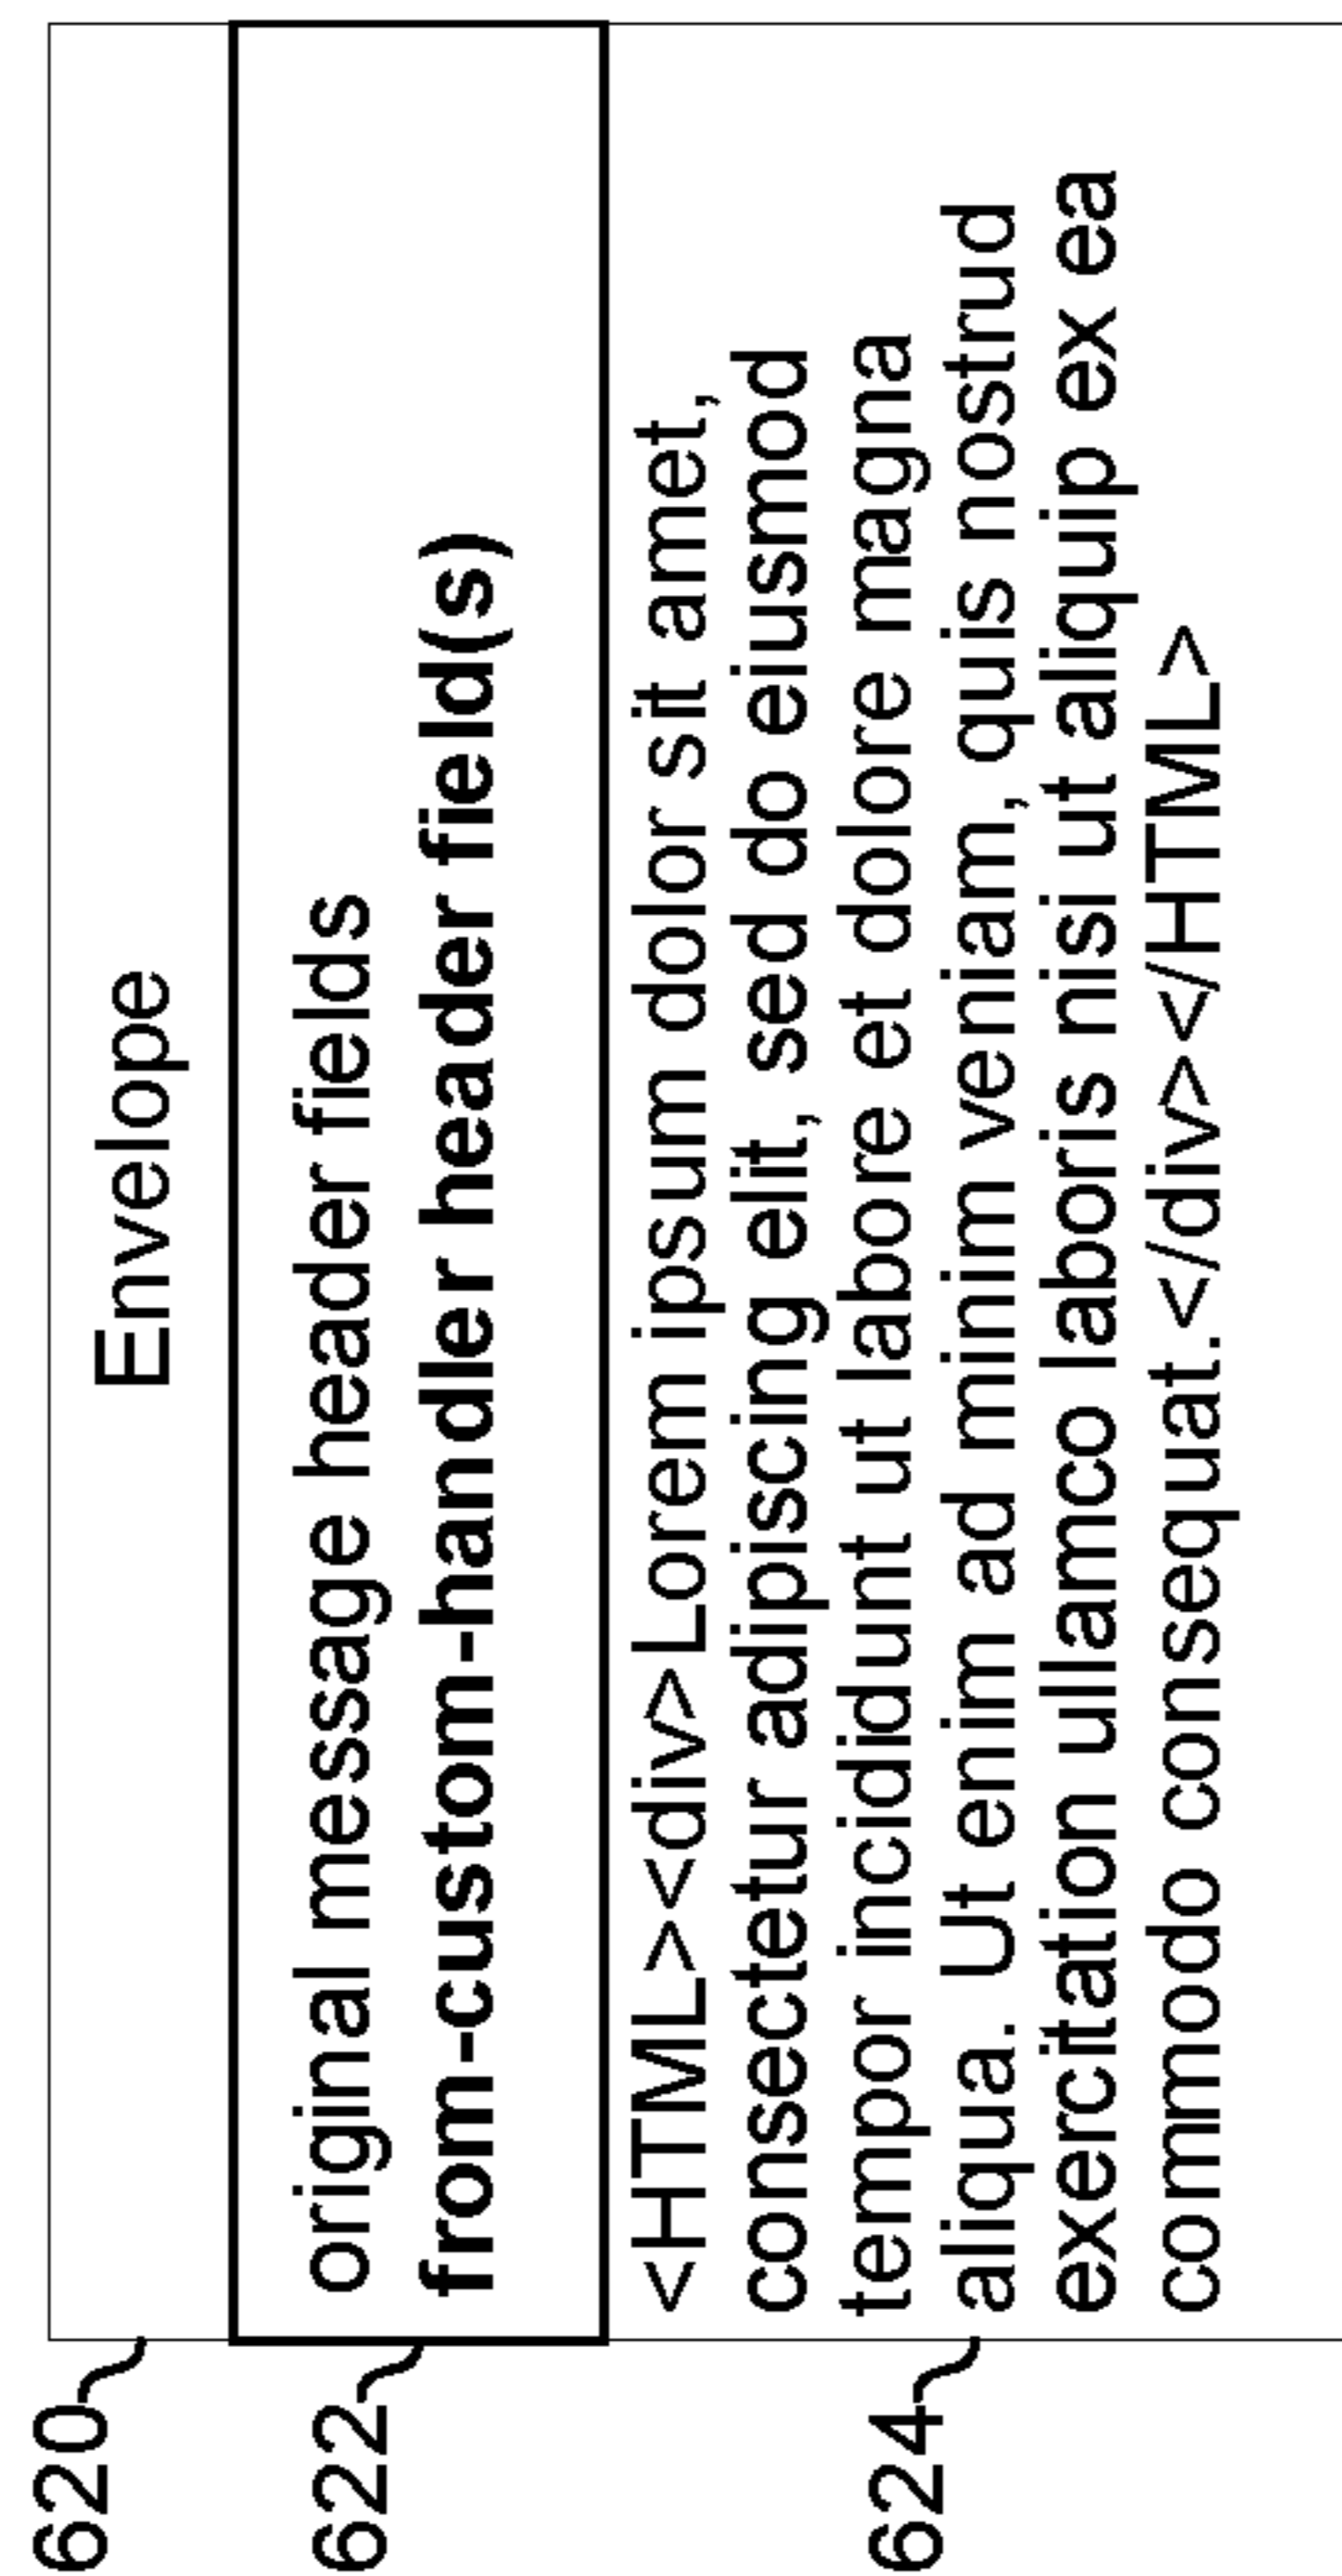 620
Envelope
622
original message header fields
from-custom-handler header field(s)
624
<HTML><div>Lorem ipsum dolor sit amet,
consectetur adipiscing elit, sed do eiusmod
tempor incididunt ut labore et dolore magna
aliqua. Ut enim ad minim veniam, quis nostrud
exercitation ullamco laboris nisi ut aliquip ex ea
commodo consequat.</div></HTML>